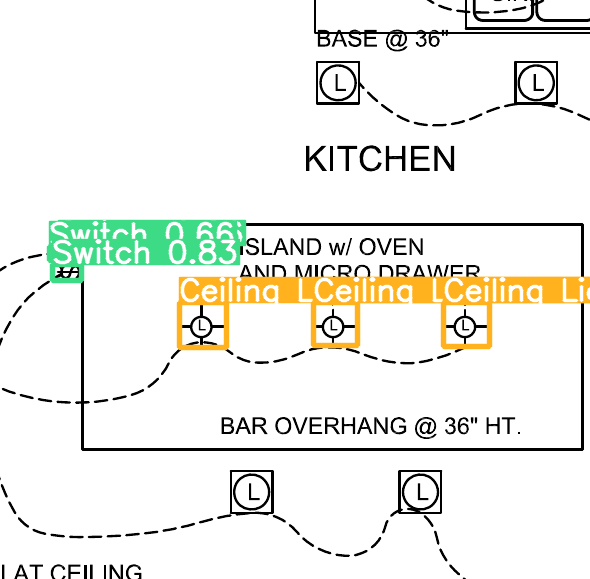 BASE @ 36"
L
L
KITCHEN
Switch 0.66
Switch 0.83
ISLAND w/ OVEN
AND MICRO DRAWER
Ceiling Ceiling Ceiling
L
L
L
BAR OVERHANG @ 36" HT.
L
L
LAT CEILING